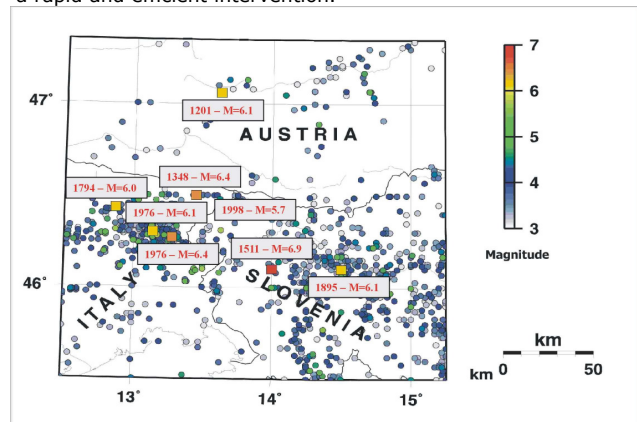 a rapid and efficient intervention.
47°
1201 – M=6.1
AUSTRIA
1348 – M=6.4
1794 – M=6.0
1976 – M=6.1
1998 – M=5.7
1511 – M=6.9
1976 – M=6.4
46°
SLOVENIA
1895 – M=6.1
ITALY
13°
14°
15°
7
6
5
4
3
Magnitude
km
km
0
50